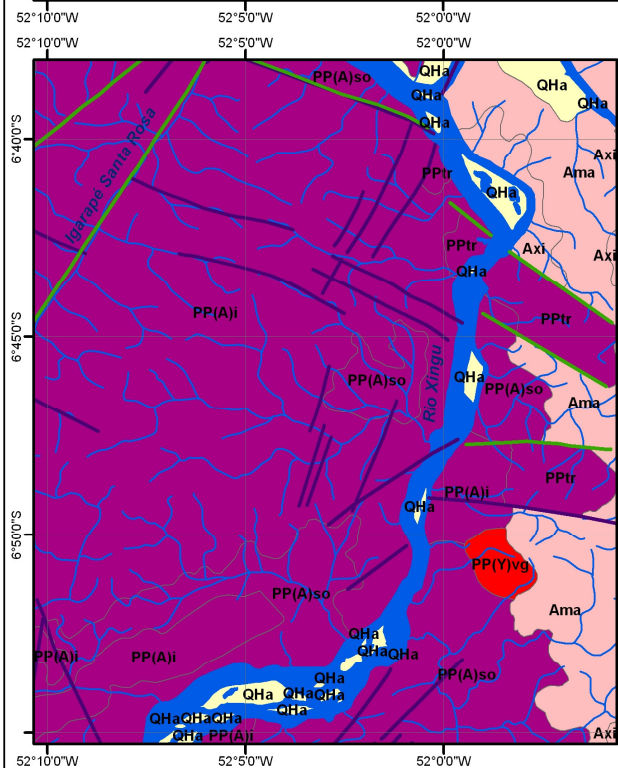 52°10'0"W 52°5'0"W 52°0'0"W
PP(A)so QHa
QHa
QHa QHa
QHa
6°40'0"S
Igarapé Santa Rosa
Axi
PPtr Ama
QHa
PPtr Axi Axi
QHa
PP(A)i PPtr
6°45'0"S
Rio Xingu
PP(A)so QHa PP(A)so
Ama
PPtr
PP(A)i
QHa
6°50'0"S
PP(Y)vg
PP(A)so
Ama
QHa
PP(A)i PP(A)i QHa QHa
PP(A)so
QHa
QHa QHa QHa
QHa
QHa QHa QHa
QHa PP(A)i Axi
52°10'0"W 52°5'0"W 52°0'0"W